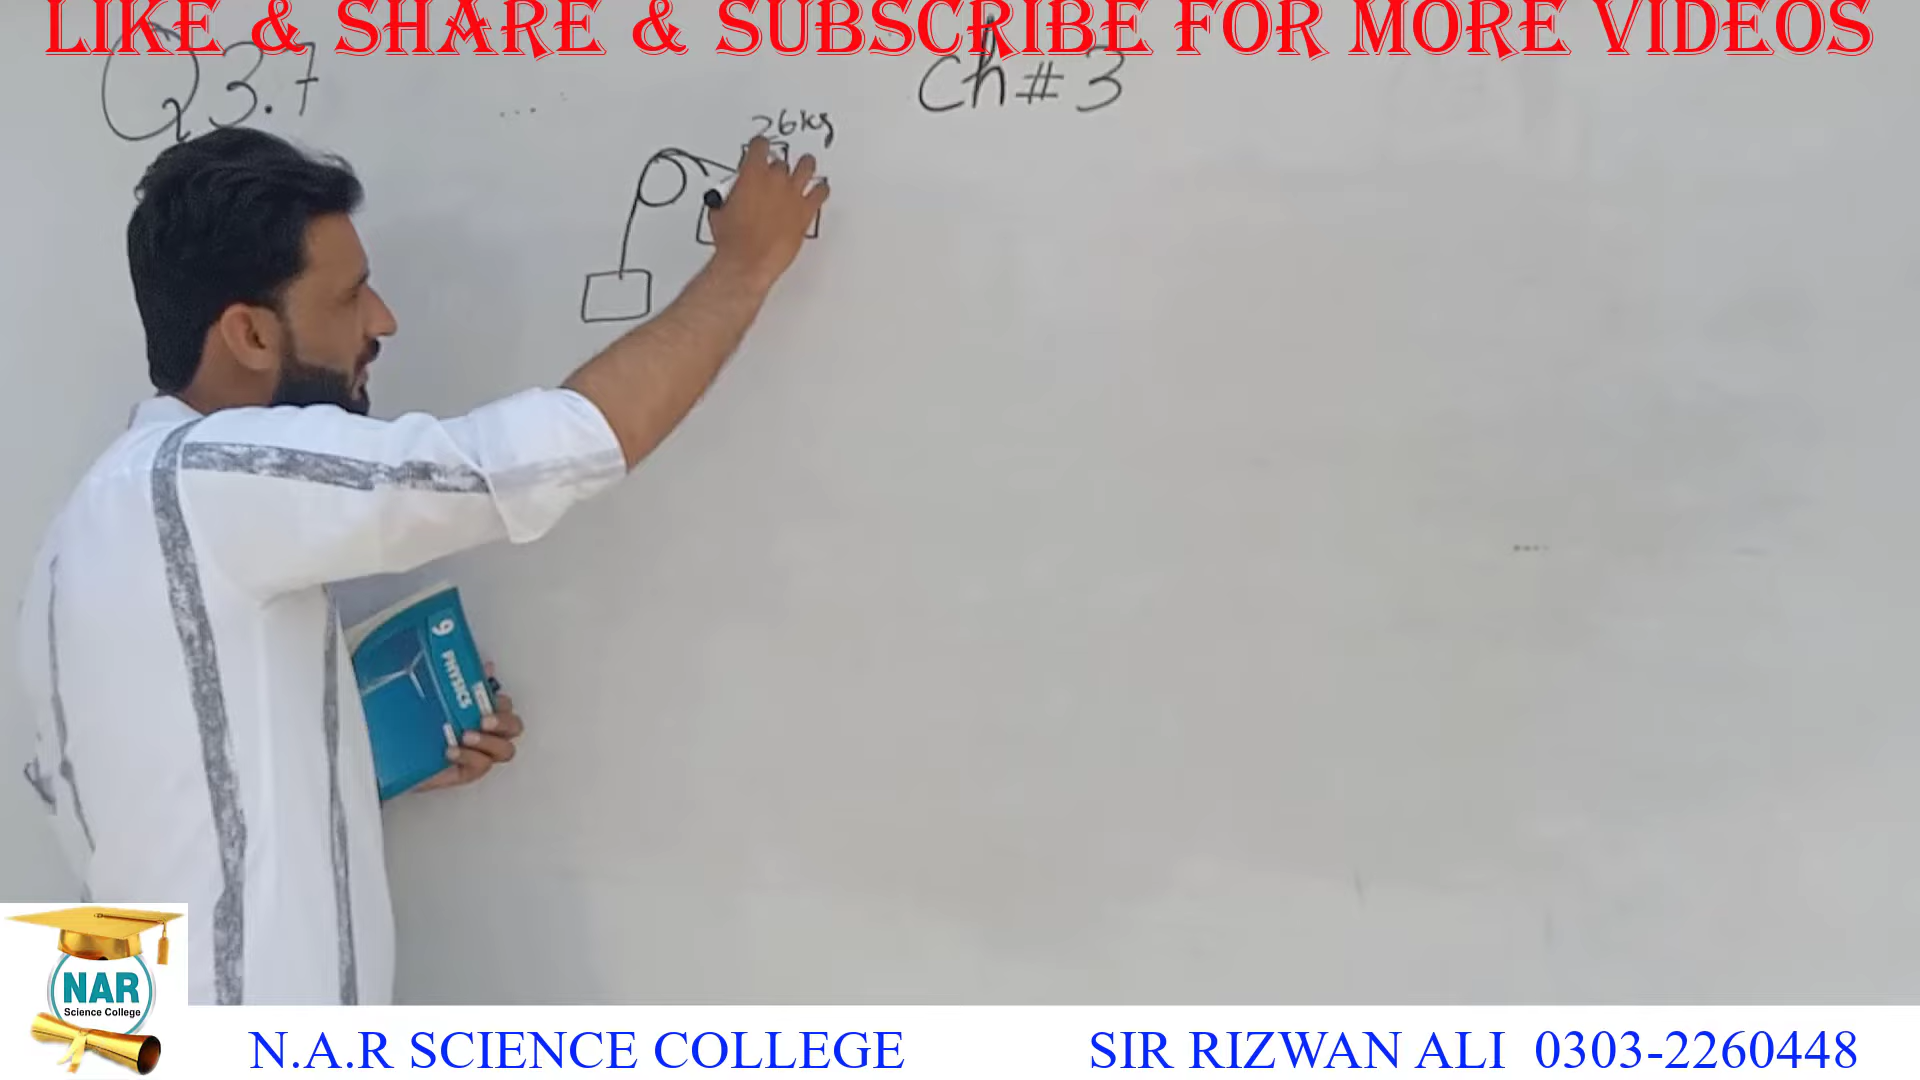 LIKE & SHARE & SUBSCRIBE FOR MORE VIDEOS
Q3.7
Ch#3
26kg
9
PHYSICS
NAR
Science College
N.A.R SCIENCE COLLEGE SIR RIZWAN ALI 0303-2260448